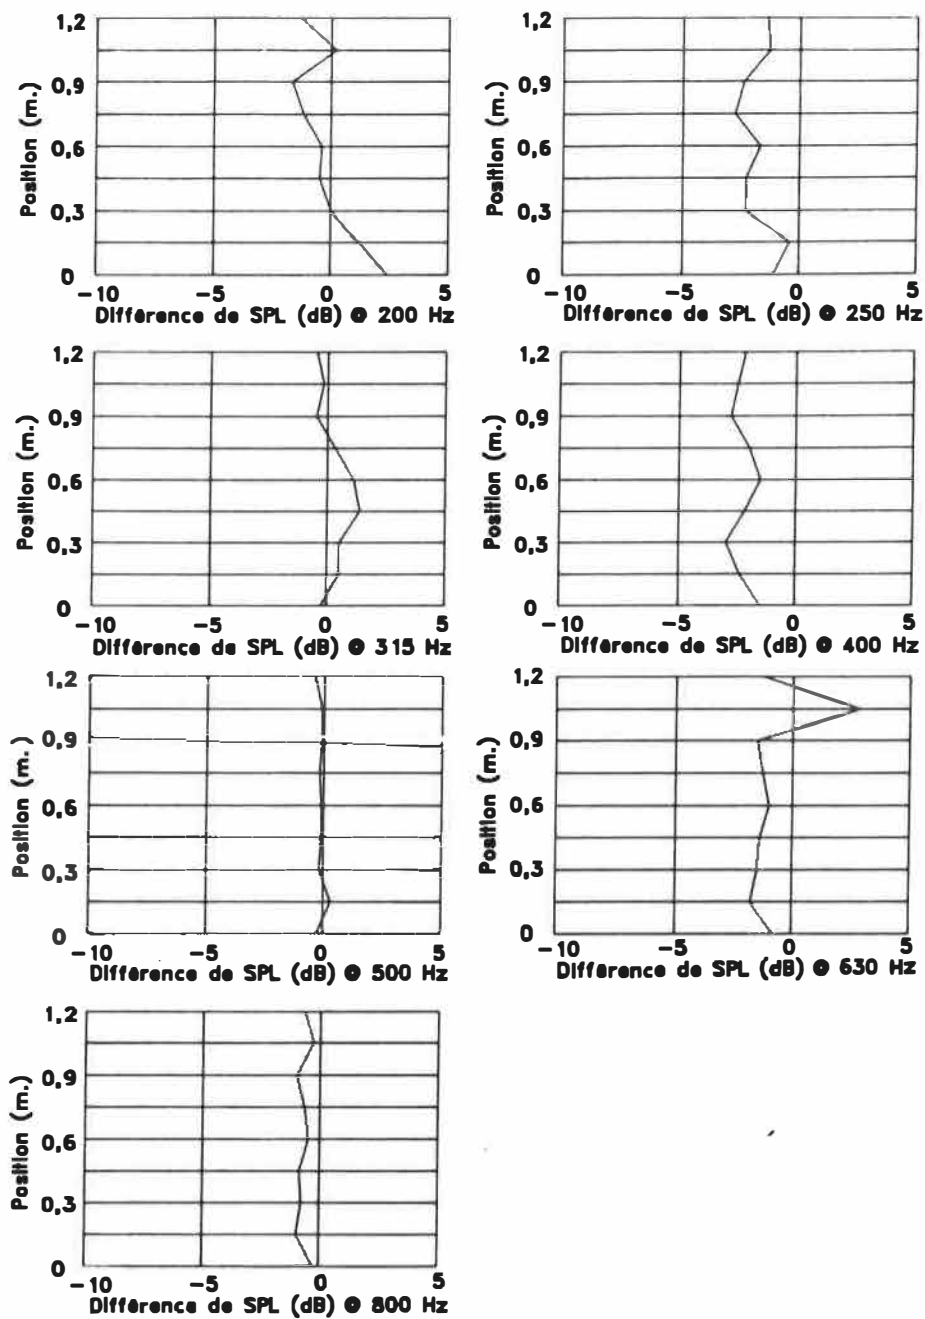 1,2
0,9
0,6
0,3
0
Position (m.)
-10 -5 0 5
Différence de SPL (dB) @ 200 Hz
1,2
0,9
0,6
0,3
0
Position (m.)
-10 -5 0 5
Différence de SPL (dB) @ 250 Hz
1,2
0,9
0,6
0,3
0
Position (m.)
-10 -5 0 5
Différence de SPL (dB) @ 315 Hz
1,2
0,9
0,6
0,3
0
Position (m.)
-10 -5 0 5
Différence de SPL (dB) @ 400 Hz
1,2
0,9
0,6
0,3
0
Position (m.)
-10 -5 0 5
Différence de SPL (dB) @ 500 Hz
1,2
0,9
0,6
0,3
0
Position (m.)
-10 -5 0 5
Différence de SPL (dB) @ 630 Hz
1,2
0,9
0,6
0,3
0
Position (m.)
-10 -5 0 5
Différence de SPL (dB) @ 800 Hz